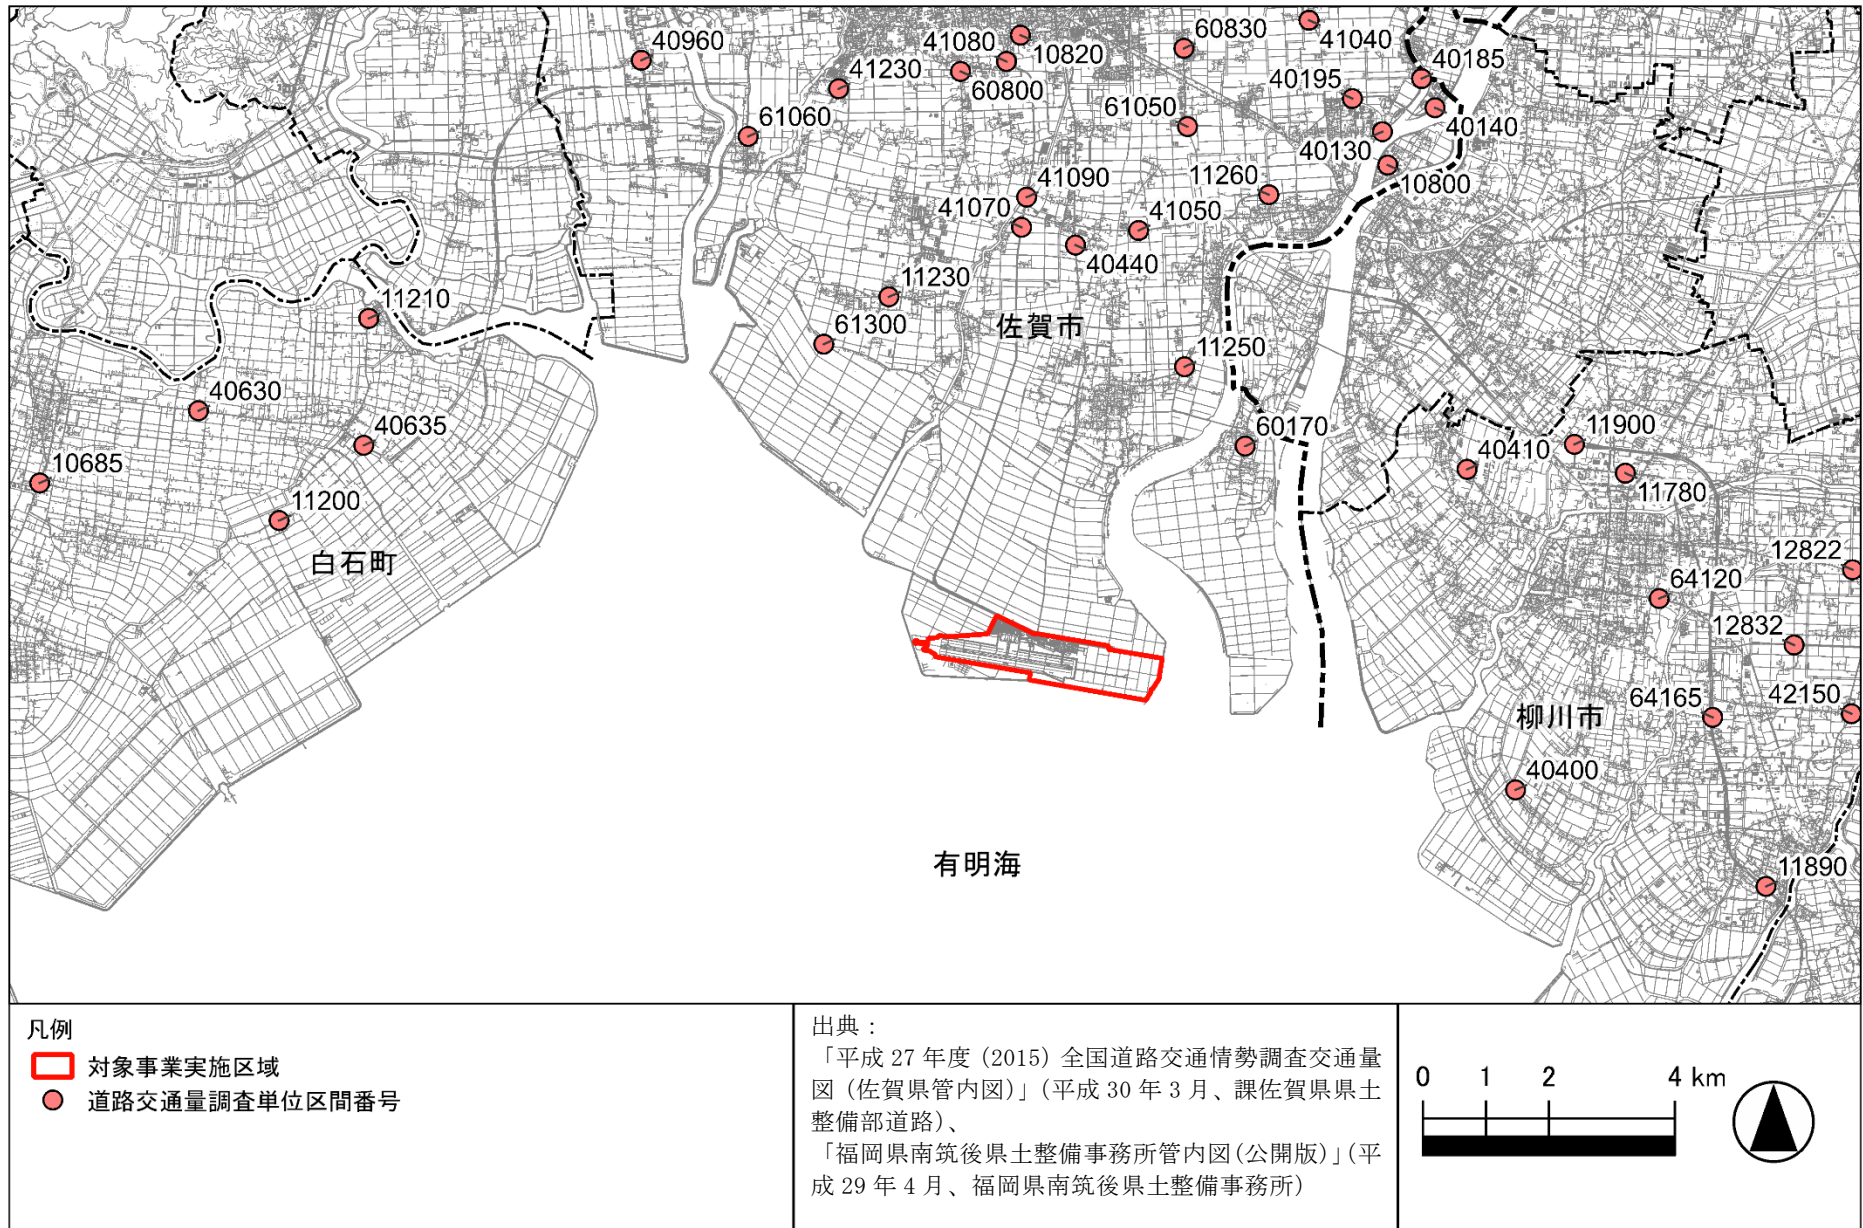 40960
41080
10820
60830
41040
41230
60800
40195
40185
61060
61050
40140
40130
41090
11260
10800
41070
41050
40440
11210
11230
61300
佐賀市
11250
40630
40635
60170
11900
40410
10685
11780
11200
白石町
12822
64120
12832
64165
42150
柳川市
40400
有明海
11890
凡例
対象事業実施区域
道路交通量調査単位区間番号
出典：
「平成 27 年度 (2015) 全国道路交通情勢調査交通量
図 (佐賀県管内図)」(平成 30 年 3 月、課佐賀県県土
整備部道路)、
「福岡県南筑後県土整備事務所管内図(公開版)」(平
成 29 年 4 月、福岡県南筑後県土整備事務所)
0 1 2 4 km